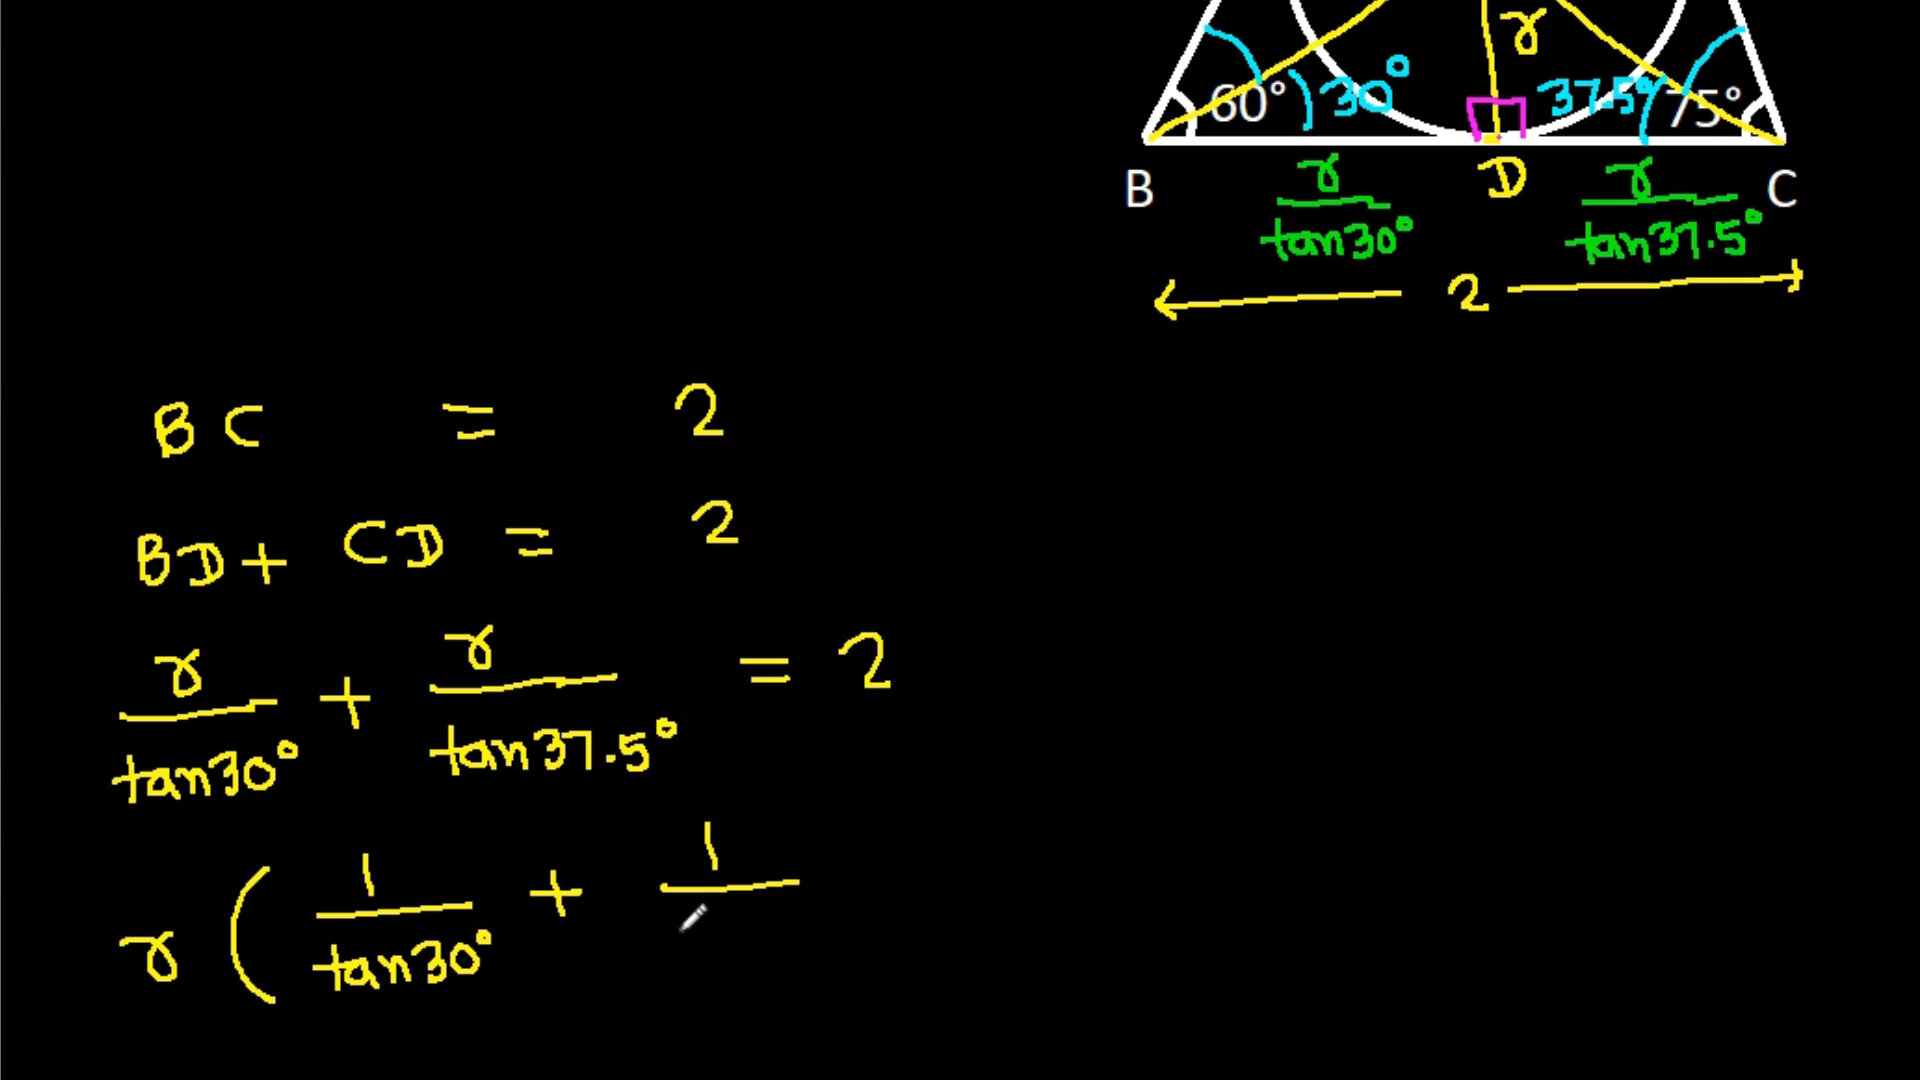 r
60° 30° 37.5° 75°
B r/tan30° D r/tan37.5° C
2
BC = 2
BD + CD = 2
r/tan30° + r/tan37.5° = 2
r ( 1/tan30° + 1/